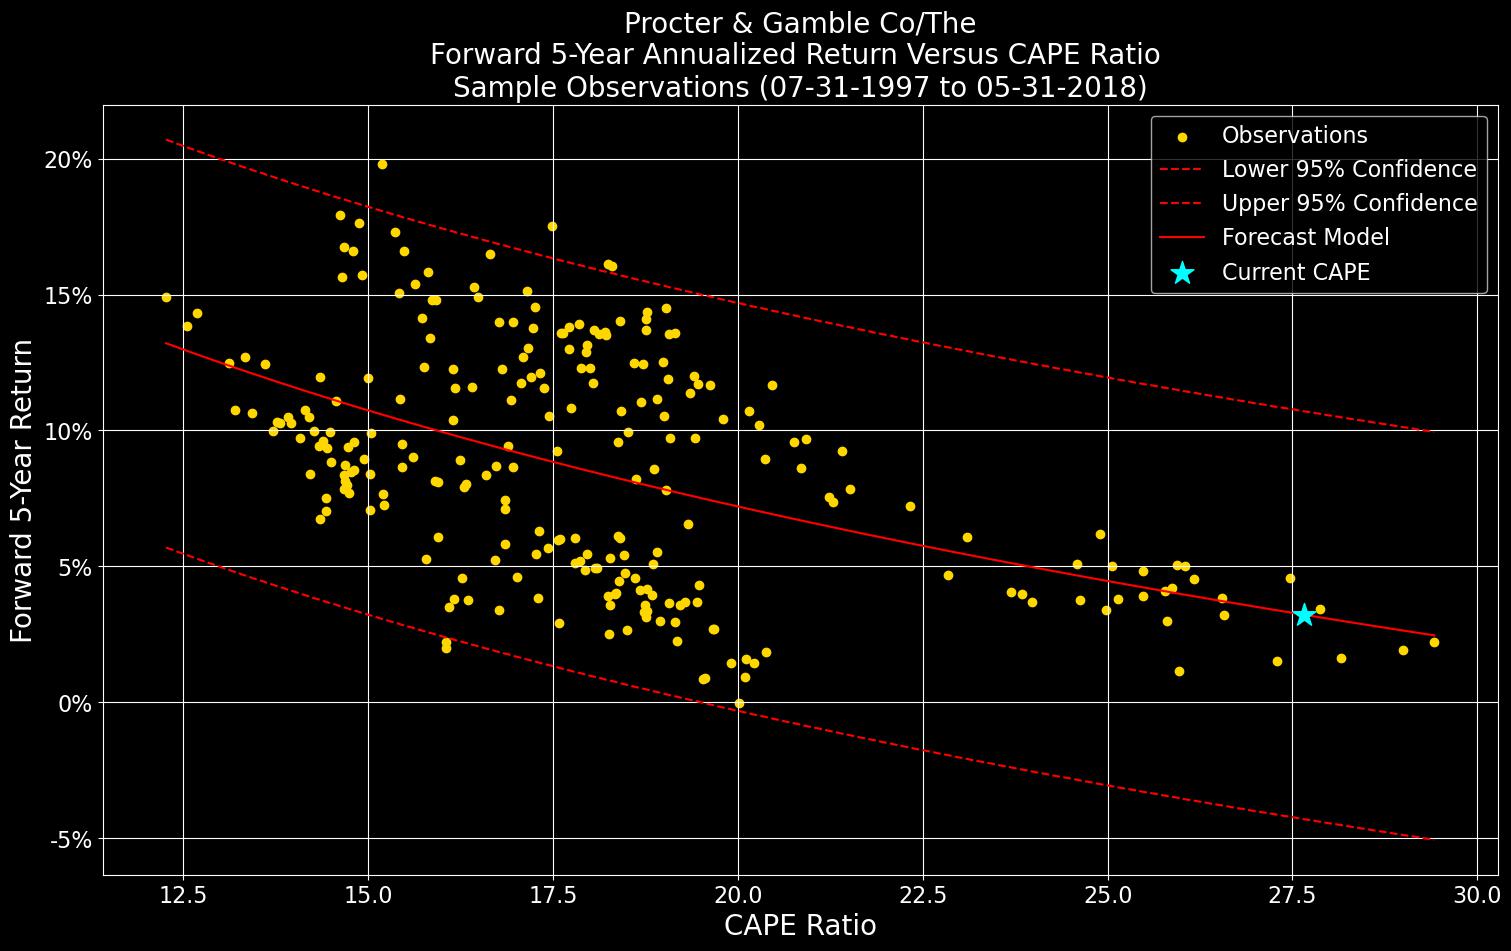 Procter & Gamble Co/The
Forward 5-Year Annualized Return Versus CAPE Ratio
Sample Observations (07-31-1997 to 05-31-2018)
Observations
Lower 95% Confidence
Upper 95% Confidence
Forecast Model
Current CAPE
Forward 5-Year Return
20%
15%
10%
5%
0%
-5%
12.5 15.0 17.5 20.0 22.5 25.0 27.5 30.0
CAPE Ratio